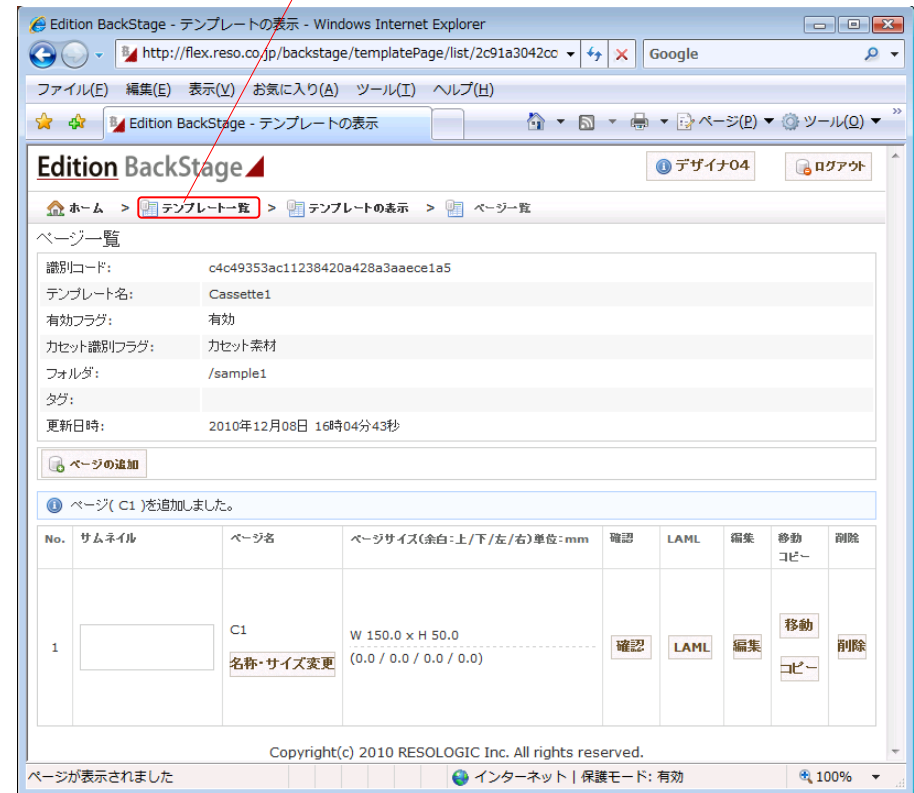 Edition BackStage - テンプレートの表示 - Windows Internet Explorer
http://flex.reso.co.jp/backstage/templatePage/list/2c91a3042cc
Google
ファイル(F) 編集(E) 表示(V) お気に入り(A) ツール(T) ヘルプ(H)
Edition BackStage - テンプレートの表示
ページ(P) ツール(O)
Edition BackStage
デザイナ04 ログアウト
ホーム > テンプレート一覧 > テンプレートの表示 > ページ一覧
ページ一覧
識別コード: c4c49353ac11238420a428a3aaece1a5
テンプレート名: Cassette1
有効フラグ: 有効
カセット識別フラグ: カセット素材
フォルダ: /sample1
タグ:
更新日時: 2010年12月08日 16時04分43秒
ページの追加
ページ( C1 )を追加しました。
No. サムネイル ページ名 ページサイズ(余白:上/下/左/右)単位:mm 確認 LAML 編集 移動 削除
コピー
C1
W 150.0 x H 50.0
移動
1 名称・サイズ変更 (0.0 / 0.0 / 0.0 / 0.0) 確認 LAML 編集 削除
コピー
Copyright(c) 2010 RESOLOGIC Inc. All rights reserved.
ページが表示されました インターネット | 保護モード: 有効 100%